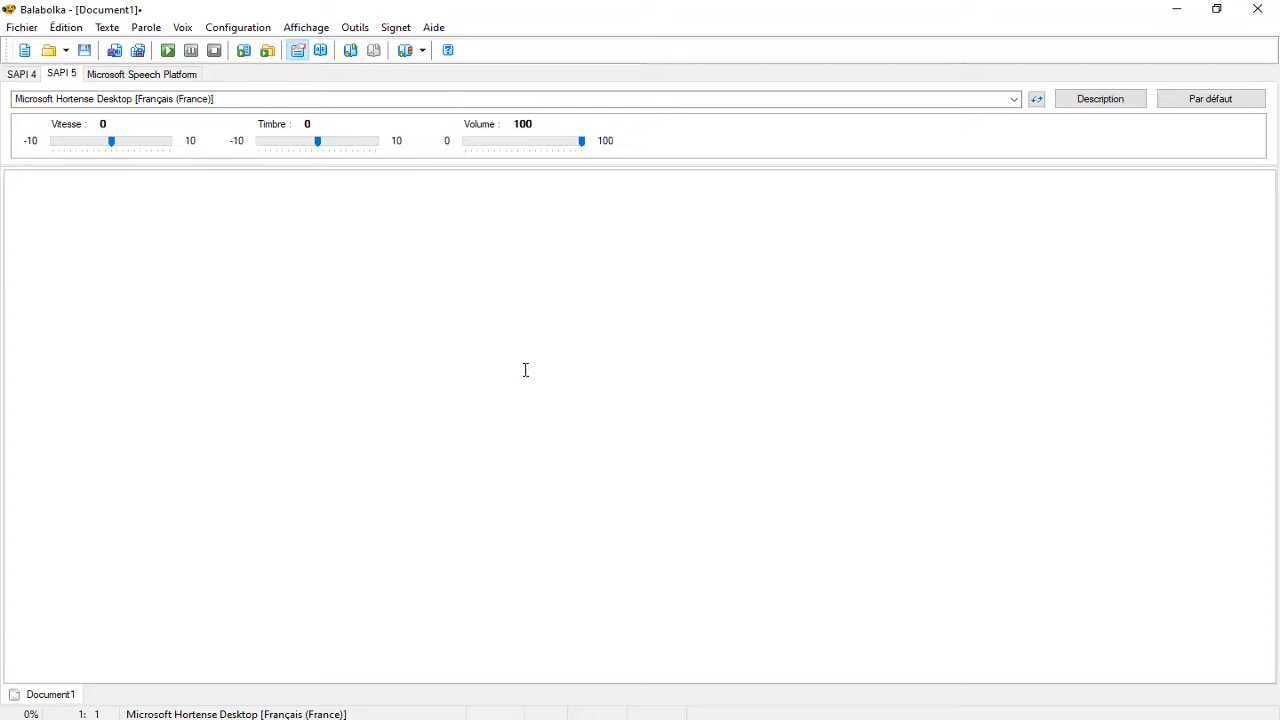 Balabolka - [Document1]•
Fichier Édition Texte Parole Voix Configuration Affichage Outils Signet Aide
SAPI 4 SAPI 5 Microsoft Speech Platform
Microsoft Hortense Desktop [Français (France)] Description Par défaut
Vitesse : 0 Timbre : 0 Volume : 100
-10 10 -10 10 0 100
Document1
0% 1: 1 Microsoft Hortense Desktop [Français (France)]